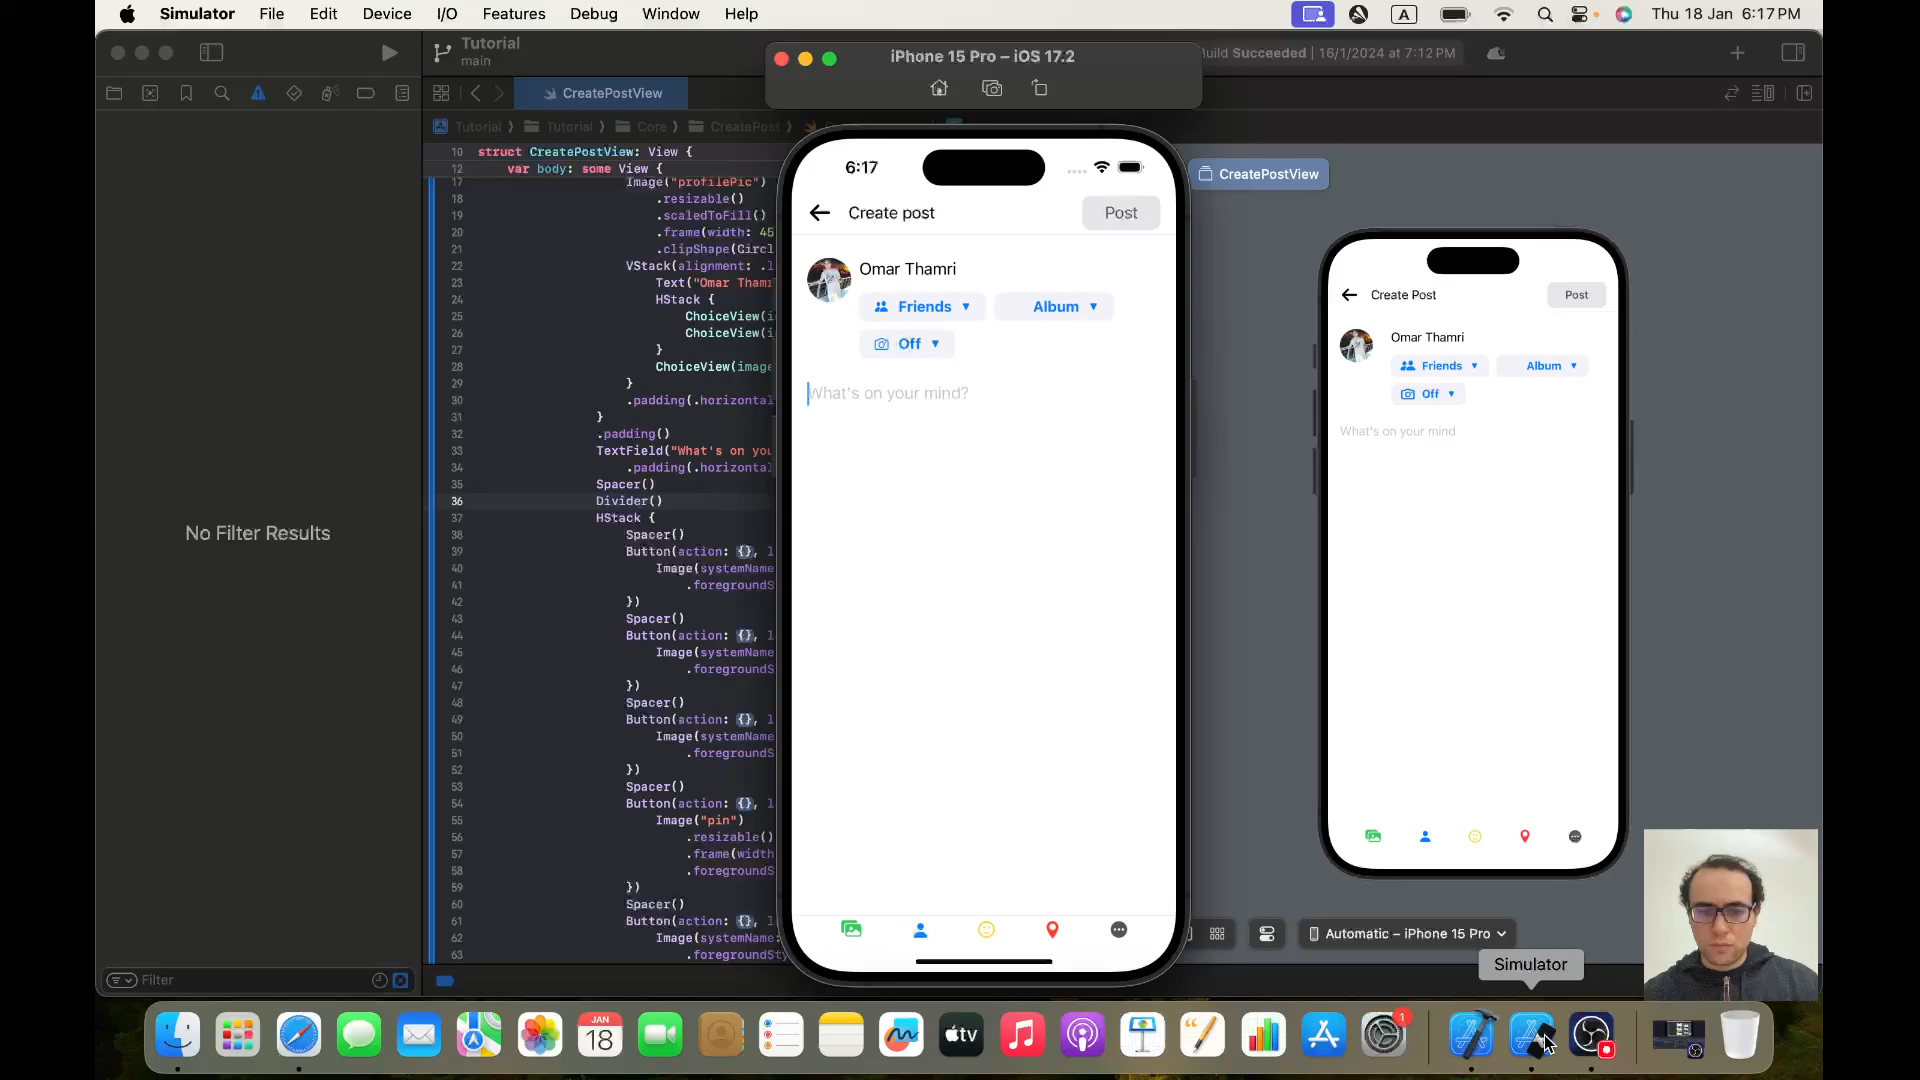 Simulator File Edit Device I/O Features Debug Window Help
A Thu 18 Jan 6:17 PM
Tutorial
main
Build Succeeded | 16/1/2024 at 7:12 PM
iPhone 15 Pro – iOS 17.2
CreatePostView
Tutorial Tutorial Core CreatePost
10 struct CreatePostView: View {
12 var body: some View {
17 Image("profilePic")
18 .resizable()
19 .scaledToFill()
20 .frame(width: 45
21 .clipShape(Circl
22 VStack(alignment: .l
23 Text("Omar Thamr
24 HStack {
25 ChoiceView(i
26 ChoiceView(i
27 }
28 ChoiceView(image
29 }
30 .padding(.horizontal
31 }
32 .padding()
33 TextField("What's on you
34 .padding(.horizontal
35 Spacer()
36 Divider()
37 HStack {
38 Spacer()
39 Button(action: {}, l
40 Image(systemName
41 .foregroundS
42 })
43 Spacer()
44 Button(action: {}, l
45 Image(systemName
46 .foregroundS
47 })
48 Spacer()
49 Button(action: {}, l
50 Image(systemName
51 .foregroundS
52 })
53 Spacer()
54 Button(action: {}, l
55 Image("pin")
56 .resizable()
57 .frame(width
58 .foregroundS
59 })
60 Spacer()
61 Button(action: {}, l
62 Image(systemName:
63 .foregroundSty
No Filter Results
Filter
6:17
Create post
Post
Omar Thamri
Friends
Album
Off
What's on your mind?
CreatePostView
Create Post
Post
Omar Thamri
Friends
Album
Off
What's on your mind
Automatic – iPhone 15 Pro
Simulator
JAN
18
tv
1